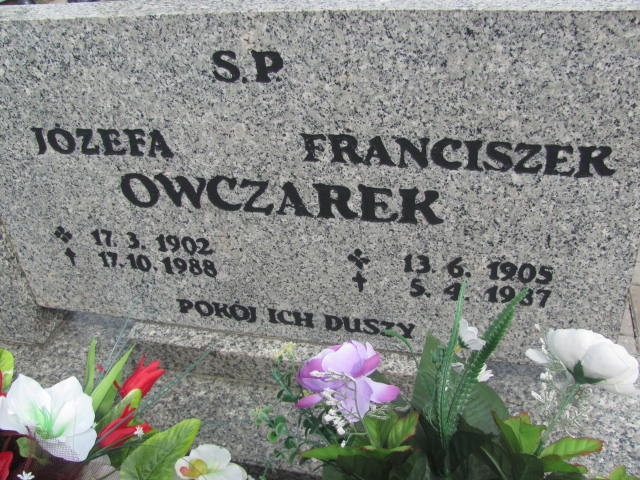 S.P.
JÓZEFA FRANCISZEK
OWCZAREK
17.3.1902 13.6.1905
17.10.1988 5.4.1987
POKÓJ ICH DUSZY